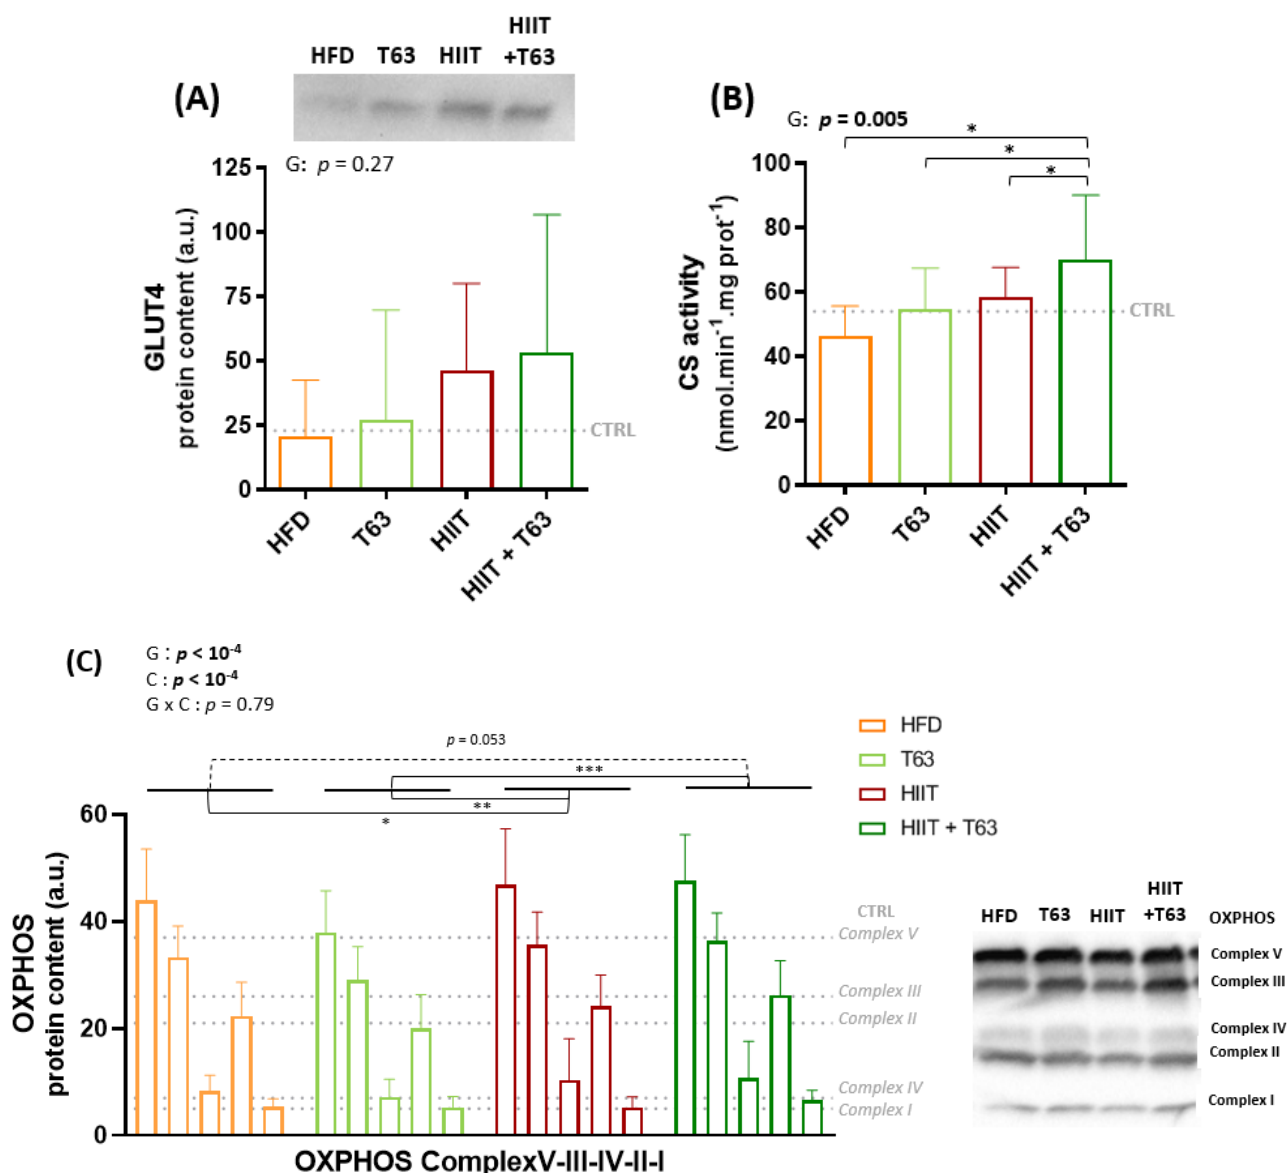 HFD T63 HIIT HIIT
+T63
(A)
G: p = 0.27
125
100
75
50
25
0
GLUT4
protein content (a.u.)
CTRL
HFD
T63
HIIT
HIIT + T63
(B)
G: p = 0.005
*
*
*
100
80
60
40
20
0
CS activity
(nmol.min⁻¹.mg prot⁻¹)
CTRL
HFD
T63
HIIT
HIIT + T63
(C)
G : p < 10⁻⁴
C : p < 10⁻⁴
G x C : p = 0.79
p = 0.053
***
**
*
60
40
20
0
OXPHOS
protein content (a.u.)
CTRL
Complex V
Complex III
Complex II
Complex IV
Complex I
OXPHOS ComplexV-III-IV-II-I
HFD
T63
HIIT
HIIT + T63
HFD T63 HIIT HIIT
+T63
OXPHOS
Complex V
Complex III
Complex IV
Complex II
Complex I